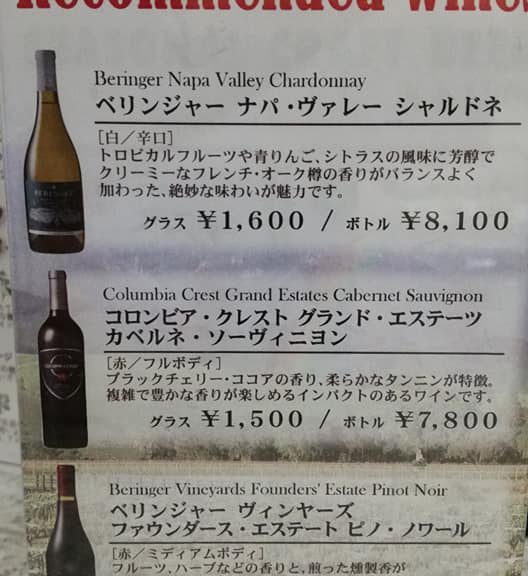 Recommended wines
Beringer Napa Valley Chardonnay
ベリンジャー ナパ・ヴァレー シャルドネ
[白／辛口]
トロピカルフルーツや青りんご、シトラスの風味に芳醇で
クリーミーなフレンチ・オーク樽の香りがバランスよく
加わった、絶妙な味わいが魅力です。
グラス ￥1,600 / ボトル ￥8,100
BERINGER
Columbia Crest Grand Estates Cabernet Sauvignon
コロンビア・クレスト グランド・エステーツ
カベルネ・ソーヴィニヨン
[赤／フルボディ]
ブラックチェリー・ココアの香り、柔らかなタンニンが特徴。
複雑で豊かな香りが楽しめるインパクトのあるワインです。
グラス ￥1,500 / ボトル ￥7,800
Beringer Vineyards Founders' Estate Pinot Noir
ベリンジャー ヴィンヤーズ
ファウンダース・エステート ピノ・ノワール
[赤／ミディアムボディ]
フルーツ、ハーブなどの香りと、煎った燻製香が